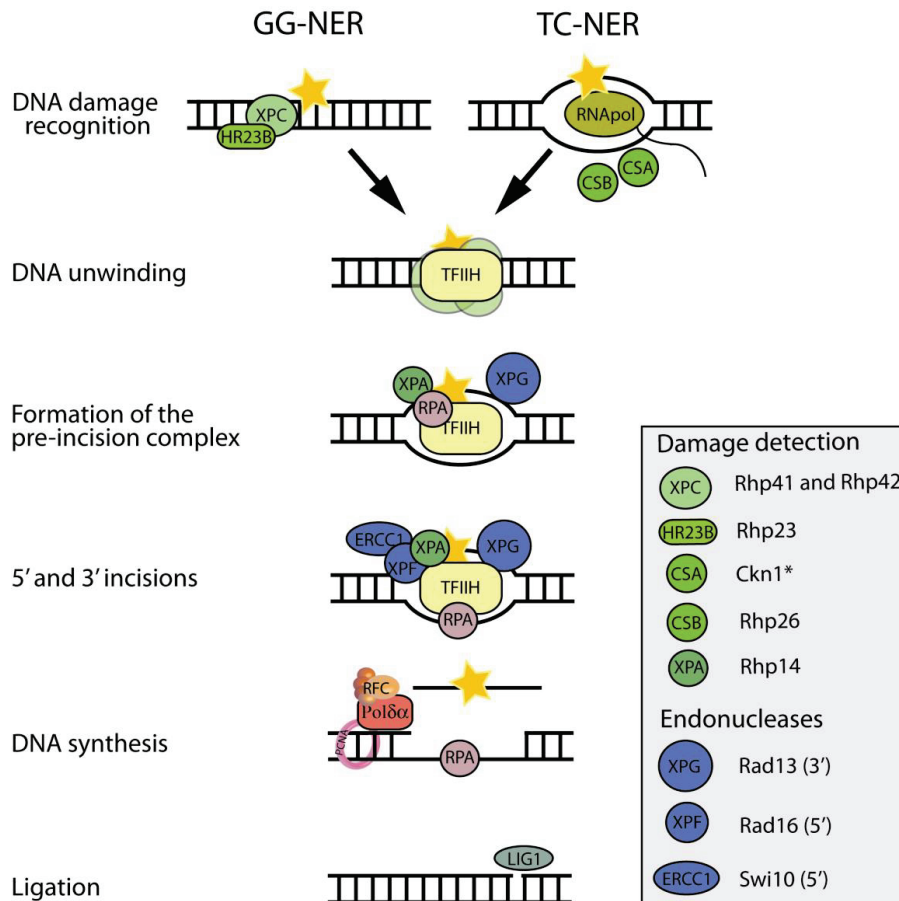 GG-NER
TC-NER
DNA damage
recognition
XPC
HR23B
RNApol
CSB
CSA
DNA unwinding
TFIIH
Formation of the
pre-incision complex
XPA
RPA
TFIIH
XPG
5′ and 3′ incisions
ERCC1
XPF
XPA
XPG
TFIIH
RPA
DNA synthesis
RFC
Polδα
PCNA
RPA
Ligation
LIG1
Damage detection
XPC Rhp41 and Rhp42
HR23B Rhp23
CSA Ckn1*
CSB Rhp26
XPA Rhp14
Endonucleases
XPG Rad13 (3′)
XPF Rad16 (5′)
ERCC1 Swi10 (5′)